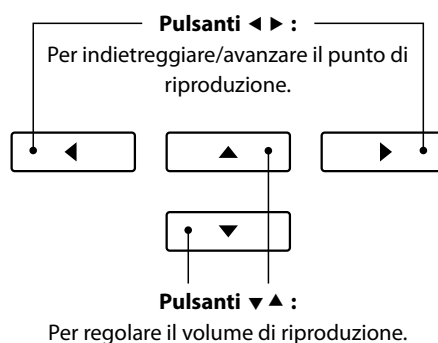 Pulsanti ◀ ▶ :
Per indietreggiare/avanzare il punto di
riproduzione.
Pulsanti ▼ ▲ :
Per regolare il volume di riproduzione.